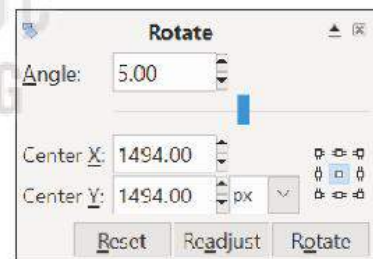 Rotate
Angle: 5.00
Center X: 1494.00
Center Y: 1494.00 px
Reset Readjust Rotate